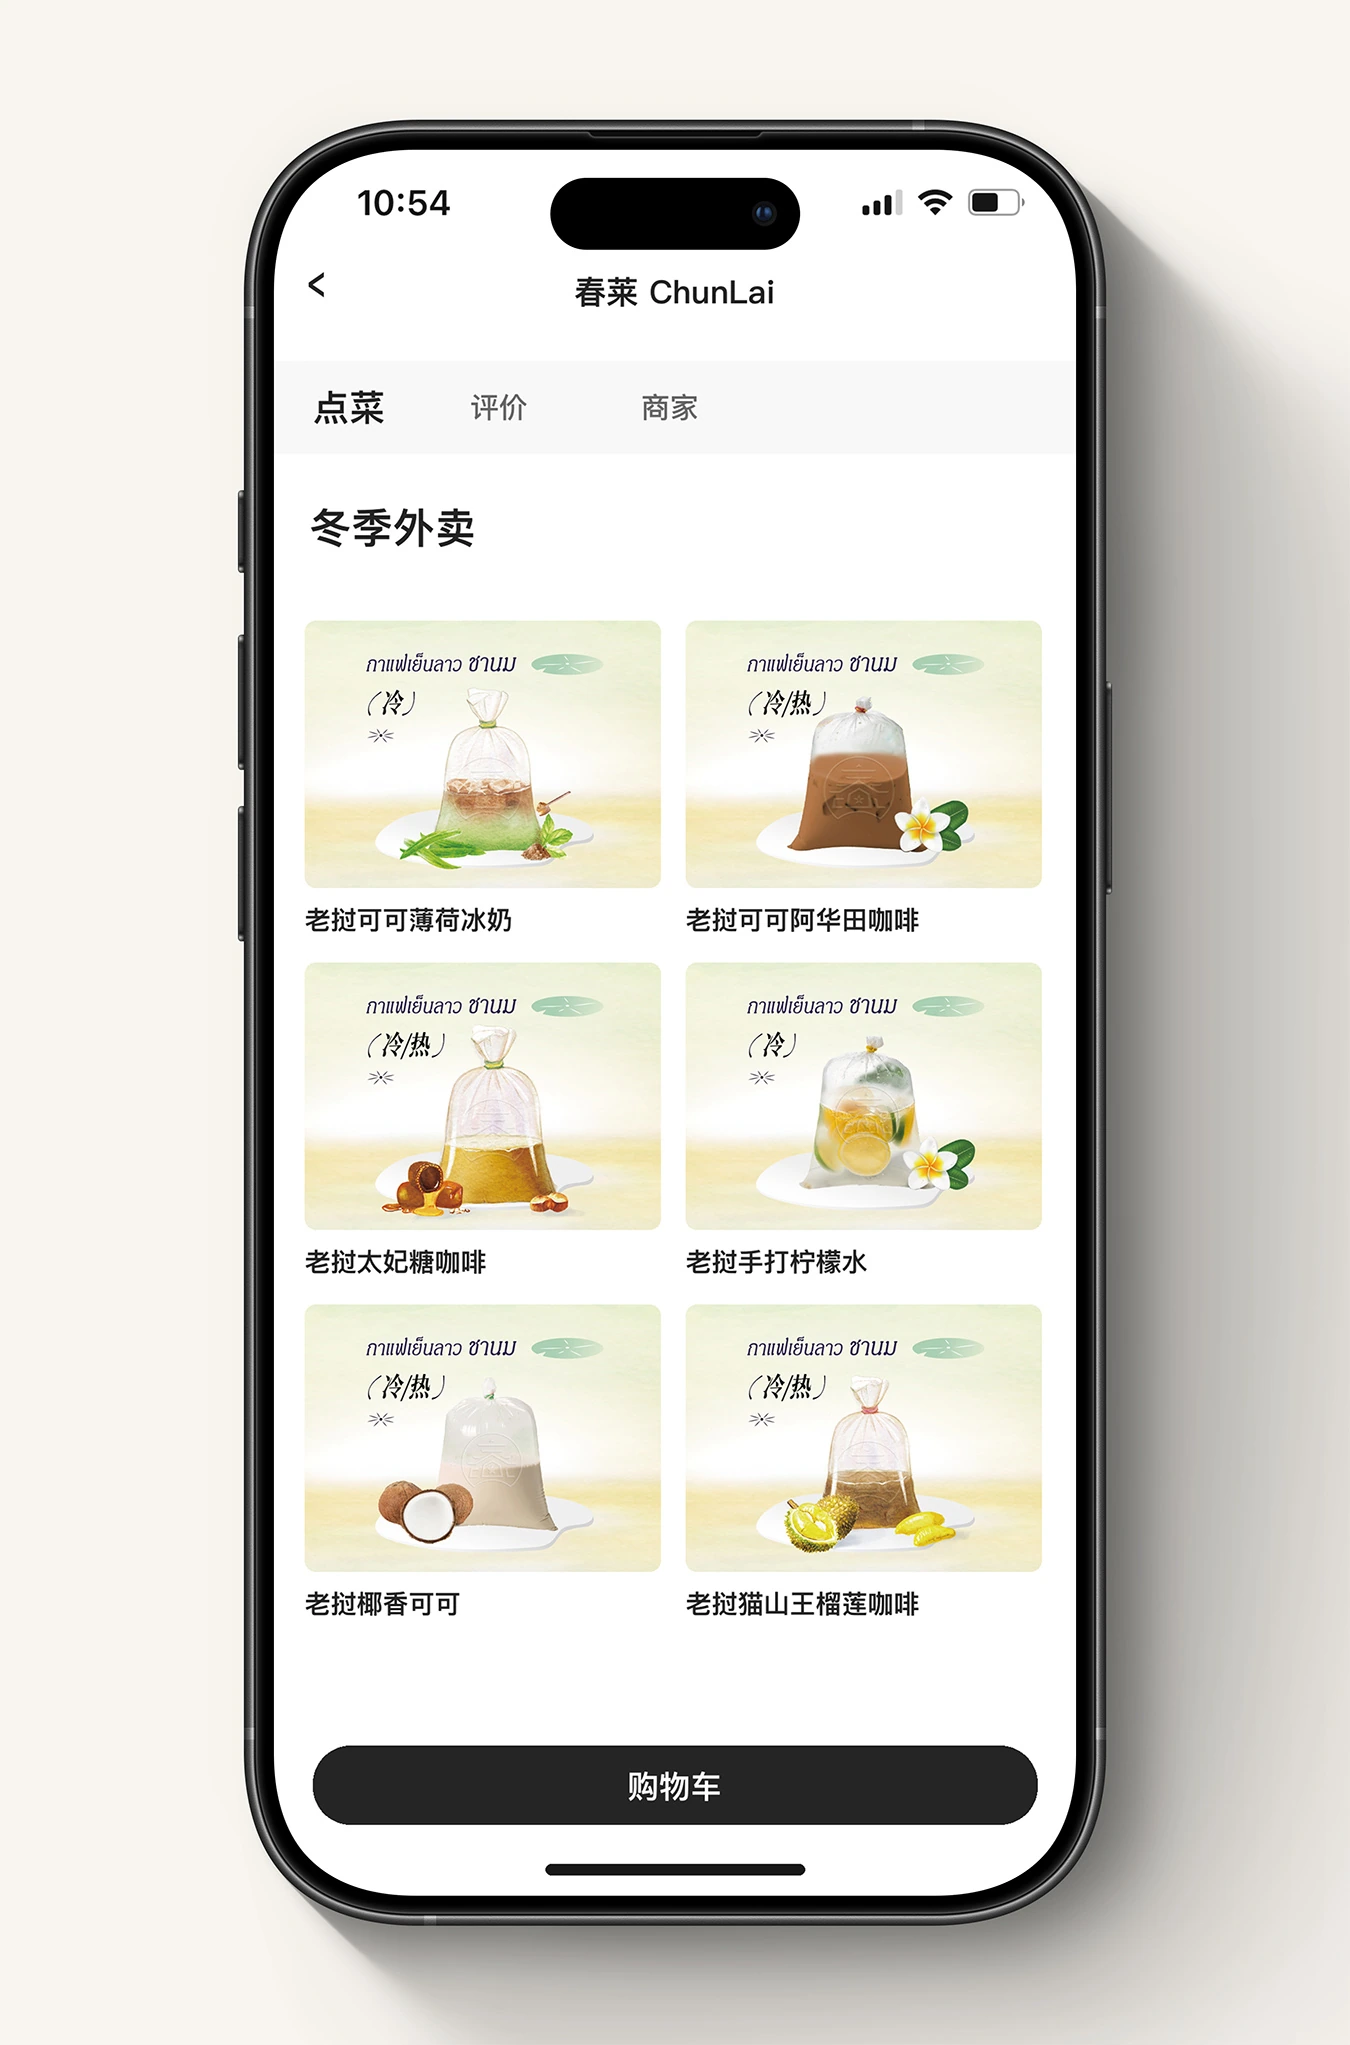 10:54
<
春莱 ChunLai
点菜 评价 商家
冬季外卖
กาแฟเย็นลาว ชานม
（冷）
老挝可可薄荷冰奶
กาแฟเย็นลาว ชานม
（冷/热）
老挝可可阿华田咖啡
กาแฟเย็นลาว ชานม
（冷/热）
老挝太妃糖咖啡
กาแฟเย็นลาว ชานม
（冷）
老挝手打柠檬水
กาแฟเย็นลาว ชานม
（冷/热）
老挝椰香可可
กาแฟเย็นลาว ชานม
（冷/热）
老挝猫山王榴莲咖啡
购物车